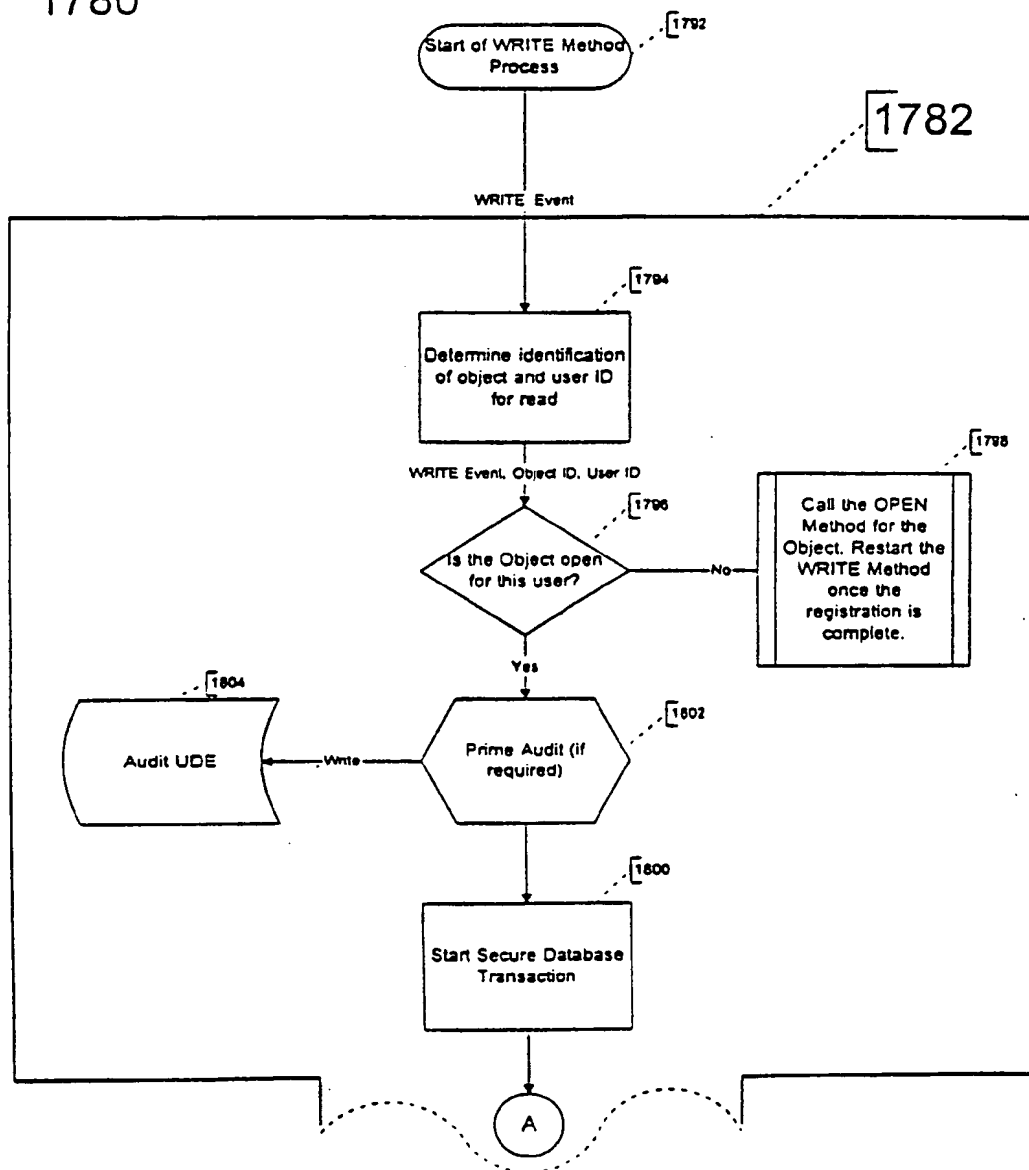 1780
Start of WRITE Method
Process
1792
1782
WRITE Event
1794
Determine identification
of object and user ID
for read
WRITE Event, Object ID, User ID
1796
Is the Object open
for this user?
No
1798
Call the OPEN
Method for the
Object. Restart the
WRITE Method
once the
registration is
complete.
Yes
1804
Audit UDE
Write
1802
Prime Audit (if
required)
1800
Start Secure Database
Transaction
A